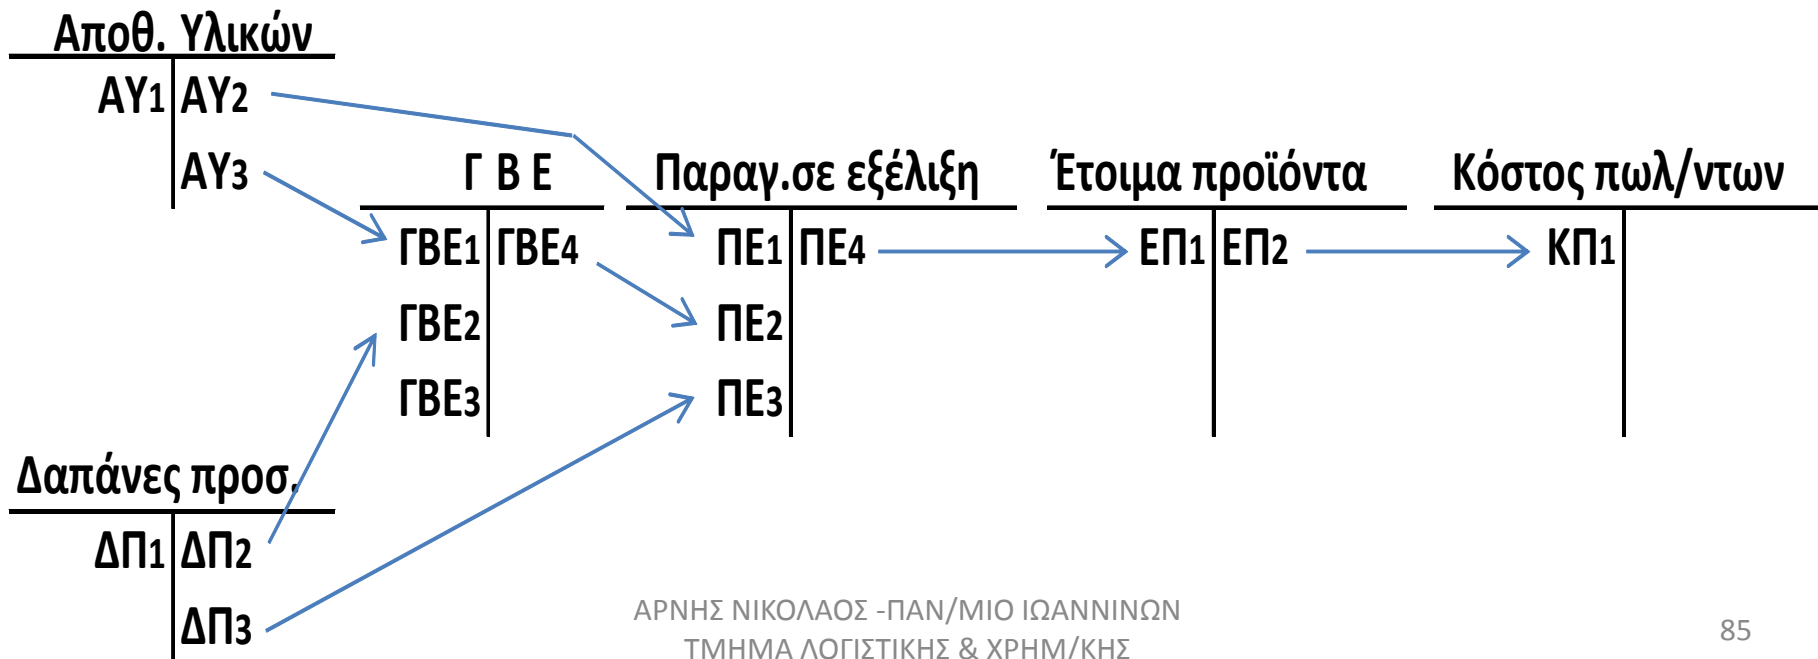 Αποθ. Υλικών
ΑΥ1 ΑΥ2
ΑΥ3
Γ Β Ε Παραγ.σε εξέλιξη Έτοιμα προϊόντα Κόστος πωλ/ντων
ΓΒΕ1 ΓΒΕ4 ΠΕ1 ΠΕ4 ΕΠ1 ΕΠ2 ΚΠ1
ΓΒΕ2 ΠΕ2
ΓΒΕ3 ΠΕ3
Δαπάνες προσ.
ΔΠ1 ΔΠ2
ΔΠ3
ΑΡΝΗΣ ΝΙΚΟΛΑΟΣ -ΠΑΝ/ΜΙΟ ΙΩΑΝΝΙΝΩΝ
ΤΜΗΜΑ ΛΟΓΙΣΤΙΚΗΣ & ΧΡΗΜ/ΚΗΣ
85